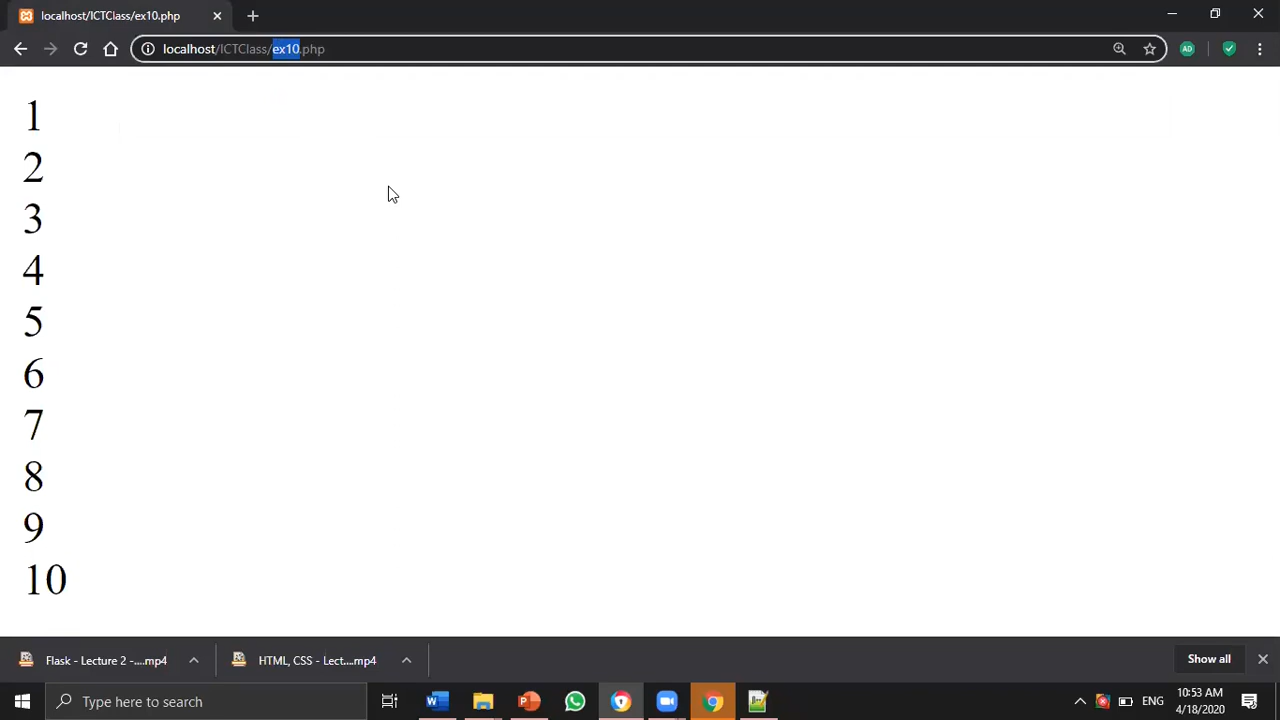 localhost/ICTClass/ex10.php
localhost/ICTClass/ex10.php
AD
1
2
3
4
5
6
7
8
9
10
Flask - Lecture 2 -....mp4
HTML, CSS - Lect....mp4
Show all
Type here to search
ENG
10:53 AM
4/18/2020